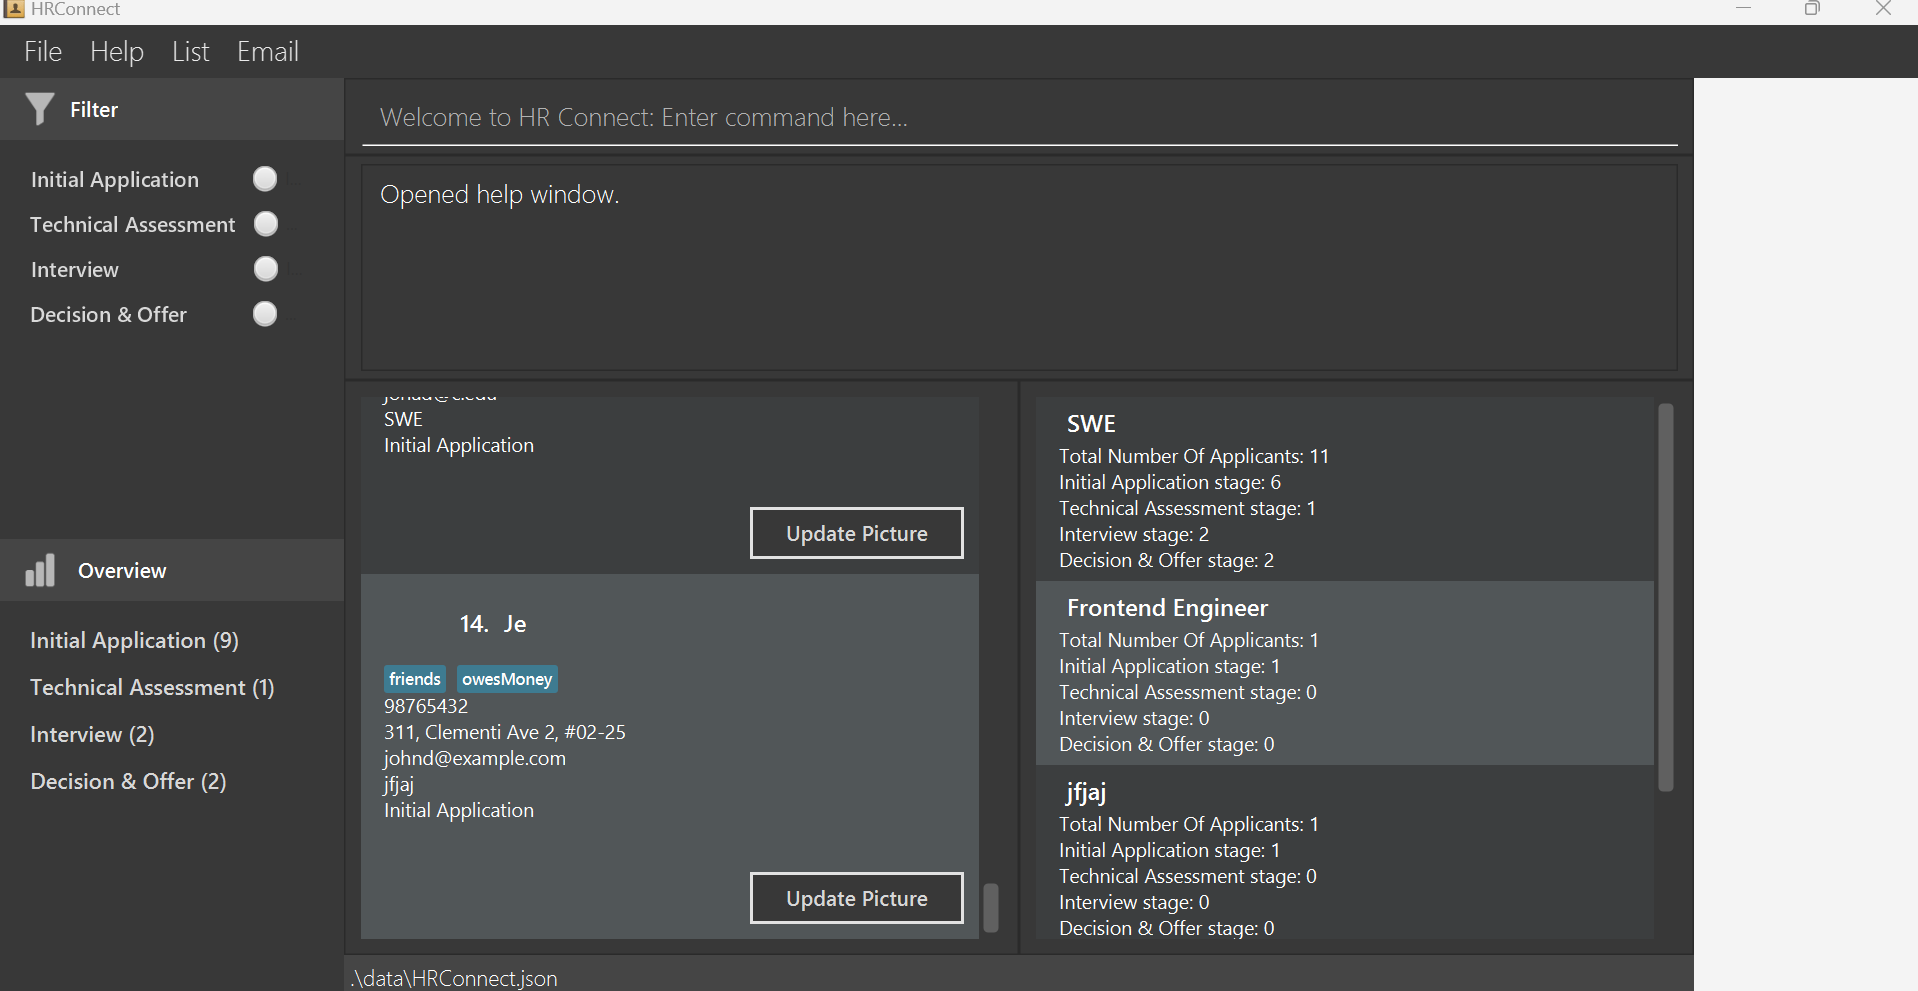 HRConnect
File Help List Email
Filter
Initial Application
Technical Assessment
Interview
Decision & Offer
Overview
Initial Application (9)
Technical Assessment (1)
Interview (2)
Decision & Offer (2)
Welcome to HR Connect: Enter command here...
Opened help window.
SWE
Initial Application
Update Picture
14. Je
friends owesMoney
98765432
311, Clementi Ave 2, #02-25
johnd@example.com
jfjaj
Initial Application
Update Picture
SWE
Total Number Of Applicants: 11
Initial Application stage: 6
Technical Assessment stage: 1
Interview stage: 2
Decision & Offer stage: 2
Frontend Engineer
Total Number Of Applicants: 1
Initial Application stage: 1
Technical Assessment stage: 0
Interview stage: 0
Decision & Offer stage: 0
jfjaj
Total Number Of Applicants: 1
Initial Application stage: 1
Technical Assessment stage: 0
Interview stage: 0
Decision & Offer stage: 0
.\data\HRConnect.json